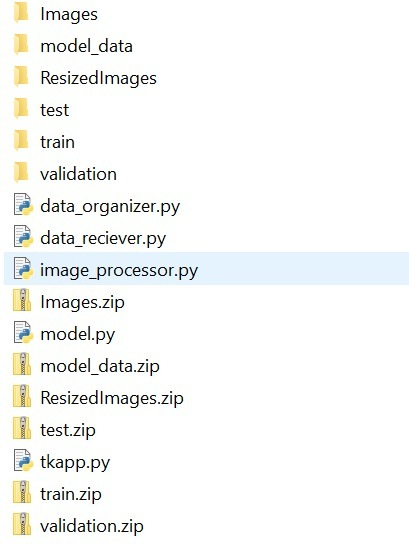 Images
model_data
ResizedImages
test
train
validation
data_organizer.py
data_reciever.py
image_processor.py
Images.zip
model.py
model_data.zip
ResizedImages.zip
test.zip
tkapp.py
train.zip
validation.zip